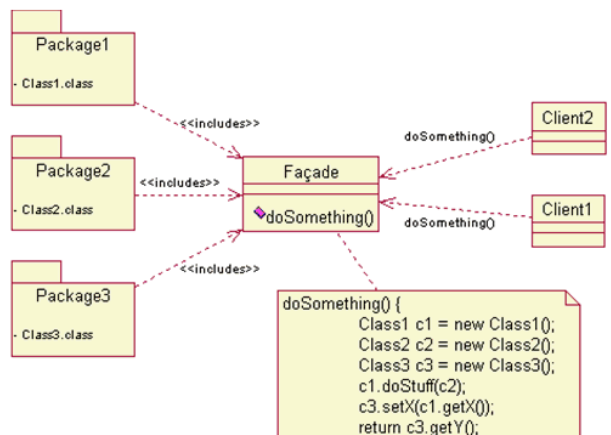 Package1
- Class1.class
<<includes>>
Package2
- Class2.class
<<includes>>
Package3
- Class3.class
<<includes>>
Façade
doSomething()
Client2
doSomething()
Client1
doSomething()
doSomething() {
Class1 c1 = new Class1();
Class2 c2 = new Class2();
Class3 c3 = new Class3();
c1.doStuff(c2);
c3.setX(c1.getX());
return c3.getY();